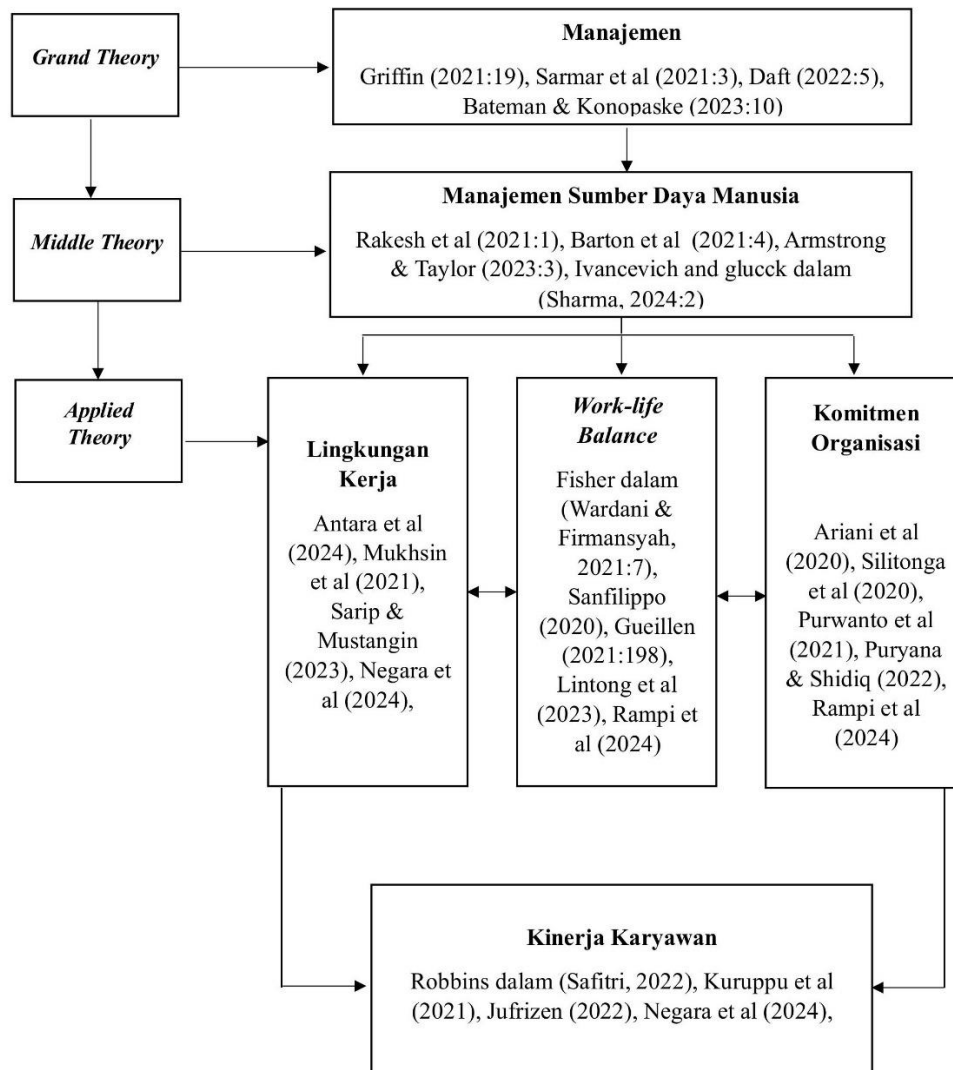 Grand Theory
Manajemen
Griffin (2021:19), Sarmar et al (2021:3), Daft (2022:5),
Bateman & Konopaske (2023:10)
Middle Theory
Manajemen Sumber Daya Manusia
Rakesh et al (2021:1), Barton et al (2021:4), Armstrong
& Taylor (2023:3), Ivancevich and glucck dalam
(Sharma, 2024:2)
Applied
Theory
Lingkungan
Kerja
Antara et al
(2024), Mukhsin
et al (2021),
Sarip &
Mustangin
(2023), Negara
et al (2024),
Work-life
Balance
Fisher dalam
(Wardani &
Firmansyah,
2021:7),
Sanfilippo
(2020), Gueillen
(2021:198),
Lintong et al
(2023), Rampi et
al (2024)
Komitmen
Organisasi
Ariani et al
(2020), Silitonga
et al (2020),
Purwanto et al
(2021), Puryana
& Shidiq (2022),
Rampi et al
(2024)
Kinerja Karyawan
Robbins dalam (Safitri, 2022), Kuruppu et al
(2021), Jufrizen (2022), Negara et al (2024),